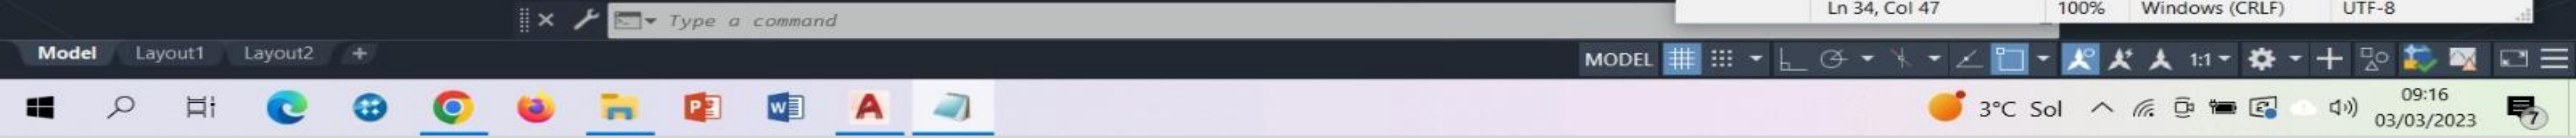 Type a command
Ln 34, Col 47 100% Windows (CRLF) UTF-8
Model Layout1 Layout2 +
MODEL 1:1
3°C Sol
09:16
03/03/2023
7